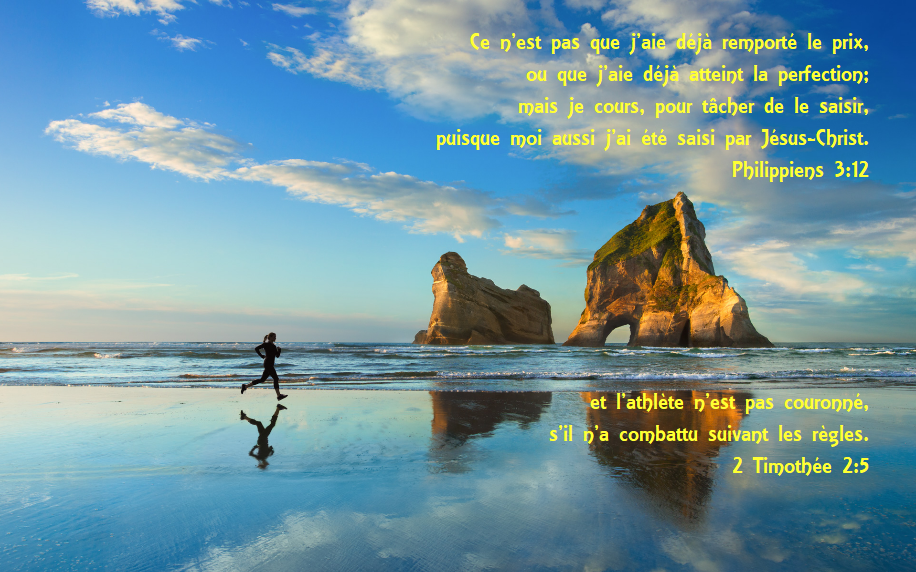 Ce n'est pas que j'aie déjà remporté le prix,
ou que j'aie déjà atteint la perfection;
mais je cours, pour tâcher de le saisir,
puisque moi aussi j'ai été saisi par Jésus-Christ.
Philippiens 3:12
et l'athlète n'est pas couronné,
s'il n'a combattu suivant les règles.
2 Timothée 2:5